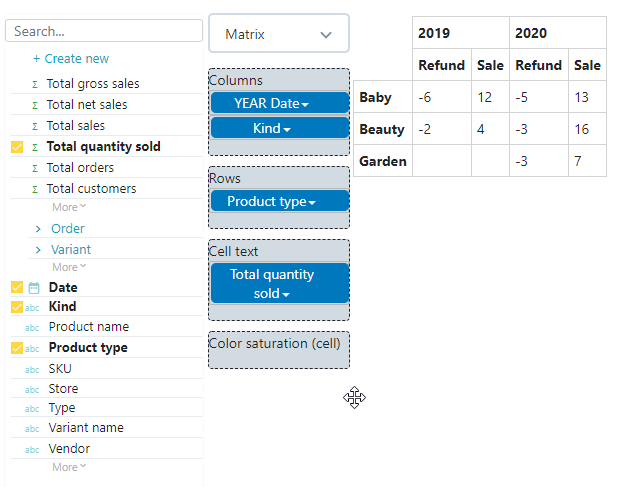 Search...
+ Create new
Σ Total gross sales
Σ Total net sales
Σ Total sales
Σ Total quantity sold
Σ Total orders
Σ Total customers
More
Order
Variant
More
Date
abc Kind
abc Product name
abc Product type
abc SKU
abc Store
abc Type
abc Variant name
abc Vendor
More
Matrix
Columns
YEAR Date
Kind
Rows
Product type
Cell text
Total quantity
sold
Color saturation (cell)
2019 2020
Refund Sale Refund Sale
Baby -6 12 -5 13
Beauty -2 4 -3 16
Garden -3 7